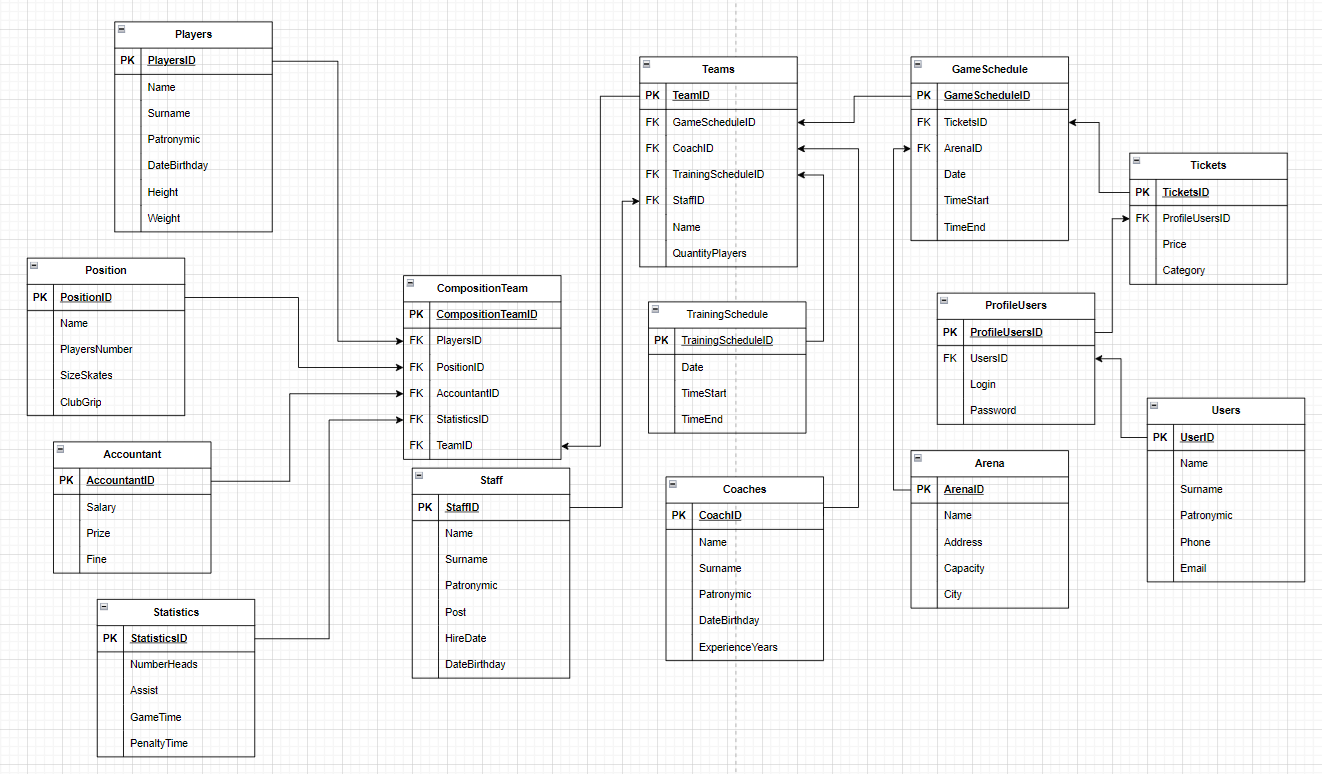 Players
PK PlayersID
Name
Surname
Patronymic
DateBirthday
Height
Weight
Position
PK PositionID
Name
PlayersNumber
SizeSkates
ClubGrip
Accountant
PK AccountantID
Salary
Prize
Fine
Statistics
PK StatisticsID
NumberHeads
Assist
GameTime
PenaltyTime
CompositionTeam
PK CompositionTeamID
FK PlayersID
FK PositionID
FK AccountantID
FK StatisticsID
FK TeamID
Staff
PK StaffID
Name
Surname
Patronymic
Post
HireDate
DateBirthday
Teams
PK TeamID
FK GameScheduleID
FK CoachID
FK TrainingScheduleID
FK StaffID
Name
QuantityPlayers
TrainingSchedule
PK TrainingScheduleID
Date
TimeStart
TimeEnd
Coaches
PK CoachID
Name
Surname
Patronymic
DateBirthday
ExperienceYears
GameSchedule
PK GameScheduleID
FK TicketsID
FK ArenaID
Date
TimeStart
TimeEnd
Tickets
PK TicketsID
FK ProfileUsersID
Price
Category
ProfileUsers
PK ProfileUsersID
FK UsersID
Login
Password
Arena
PK ArenaID
Name
Address
Capacity
City
Users
PK UserID
Name
Surname
Patronymic
Phone
Email